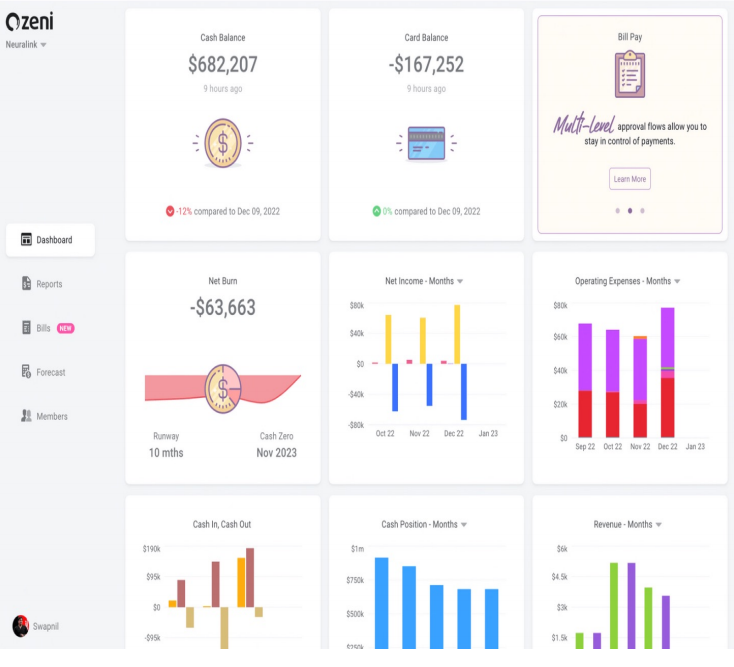 zeni
Neuralink
Dashboard
Reports
Bills NEW
Forecast
Members
Swapnil
Cash Balance
$682,207
9 hours ago
-12% compared to Dec 09, 2022
Card Balance
-$167,252
9 hours ago
0% compared to Dec 09, 2022
Bill Pay
Multi-Level approval flows allow you to
stay in control of payments.
Learn More
Net Burn
-$63,663
Runway
10 mths
Cash Zero
Nov 2023
Net Income - Months
$80k
$40k
$0
-$40k
-$80k
Oct 22 Nov 22 Dec 22 Jan 23
Operating Expenses - Months
$80k
$60k
$40k
$20k
$0
Sep 22 Oct 22 Nov 22 Dec 22 Jan 23
Cash In, Cash Out
$190k
$95k
$0
-$95k
Cash Position - Months
$1m
$750k
$500k
$250k
Revenue - Months
$6k
$4.5k
$3k
$1.5k